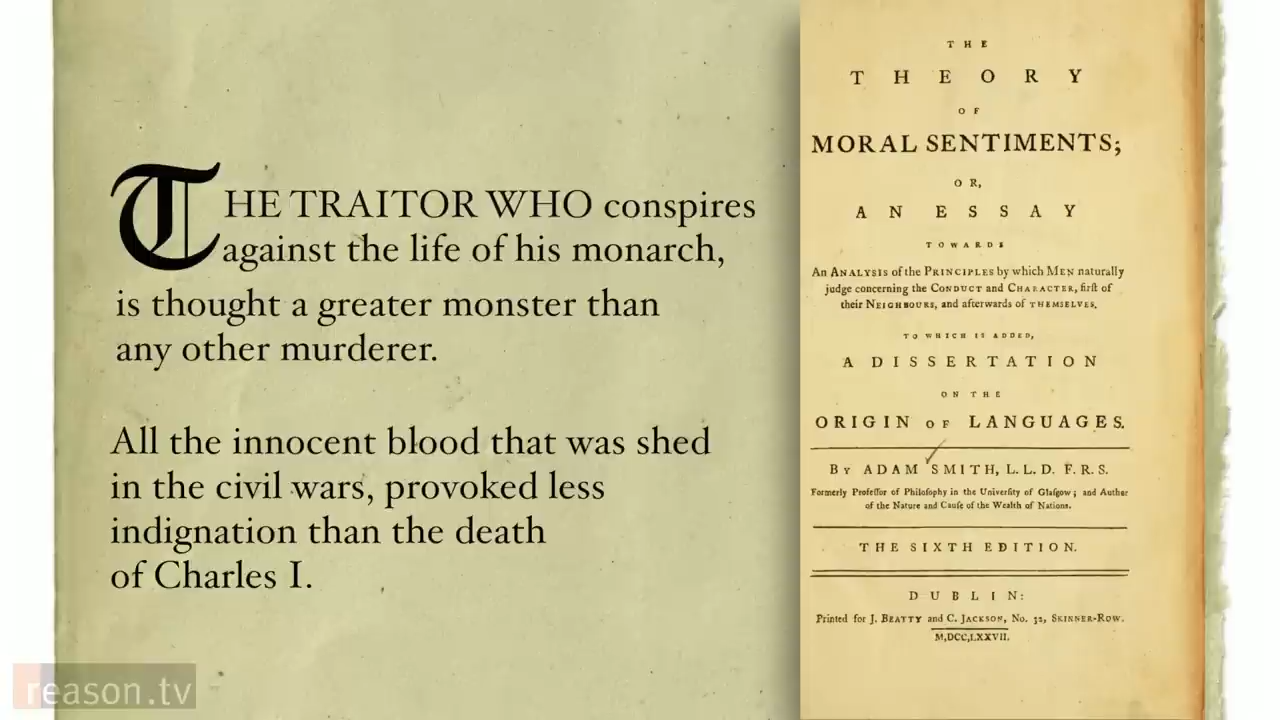 THE TRAITOR WHO conspires
against the life of his monarch,
is thought a greater monster than
any other murderer.
All the innocent blood that was shed
in the civil wars, provoked less
indignation than the death
of Charles I.
THE
THEORY
OF
MORAL SENTIMENTS;
OR,
AN ESSAY
TOWARDS
An ANALYSIS of the PRINCIPLES by which MEN naturally
judge concerning the CONDUCT and CHARACTER, firſt of
their NEIGHBOURS, and afterwards of THEMSELVES.
TO WHICH IS ADDED,
A DISSERTATION
ON THE
ORIGIN OF LANGUAGES.
By ADAM SMITH, L.L.D. F.R.S.
Formerly Profeſſor of Philoſophy in the Univerſity of Glaſgow; and Author
of the Nature and Cauſe of the Wealth of Nations.
THE SIXTH EDITION.
DUBLIN:
Printed for J. BEATTY and C. JACKSON, No. 32, SKINNER-ROW.
M,DCC,LXXVII.
reason.tv